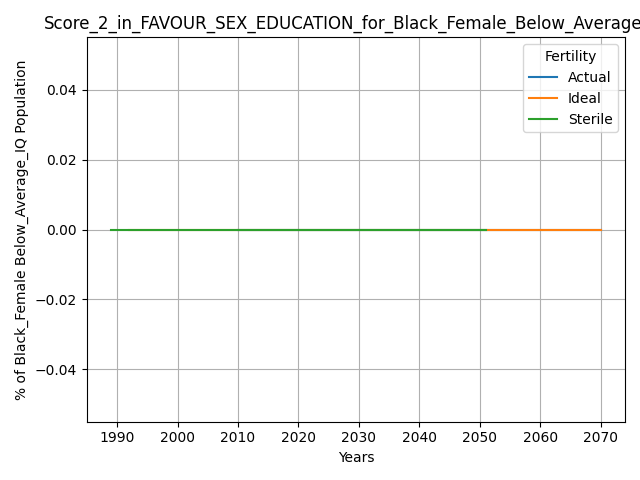 Score_2_in_FAVOUR_SEX_EDUCATION_for_Black_Female_Below_Average
% of Black_Female Below_Average_IQ Population
Fertility
Actual
Ideal
Sterile
0.04
0.02
0.00
−0.02
−0.04
1990 2000 2010 2020 2030 2040 2050 2060 2070
Years